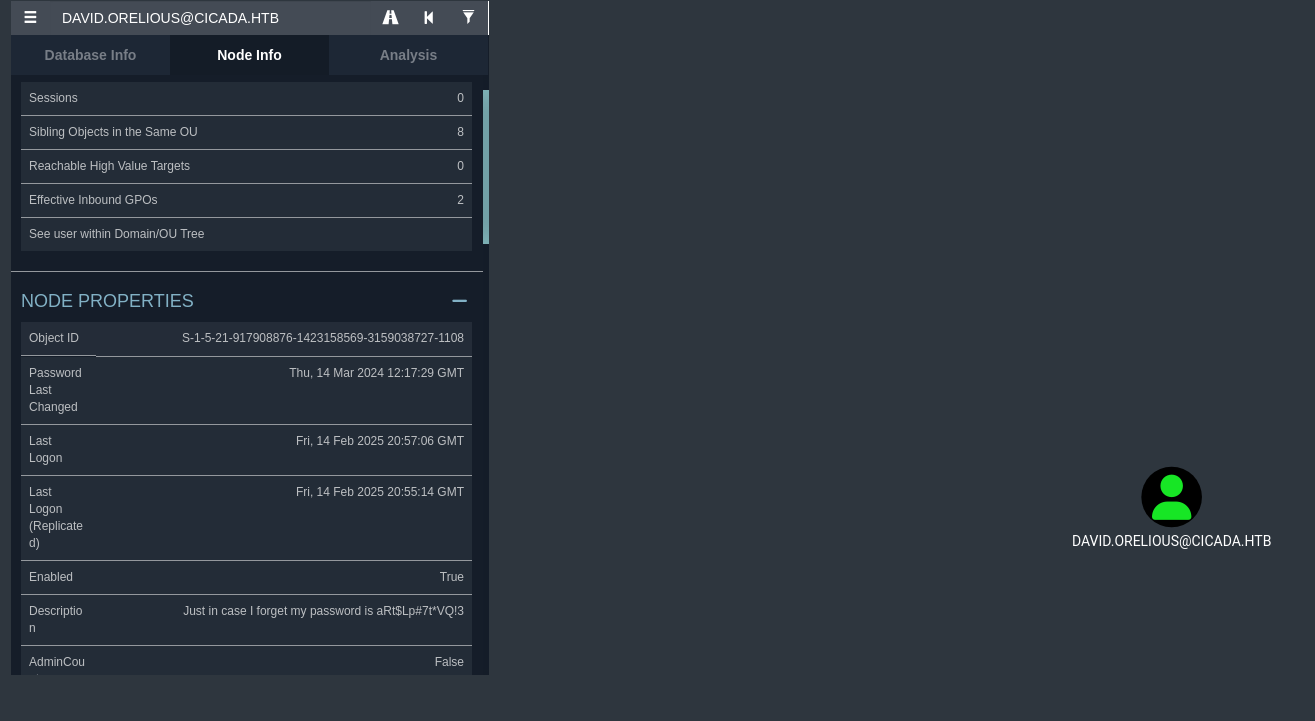 DAVID.ORELIOUS@CICADA.HTB
Database Info Node Info Analysis
Sessions 0
Sibling Objects in the Same OU 8
Reachable High Value Targets 0
Effective Inbound GPOs 2
See user within Domain/OU Tree
NODE PROPERTIES
Object ID S-1-5-21-917908876-1423158569-3159038727-1108
Password Thu, 14 Mar 2024 12:17:29 GMT
Last
Changed
Last Fri, 14 Feb 2025 20:57:06 GMT
Logon
Last Fri, 14 Feb 2025 20:55:14 GMT
Logon
(Replicate
d)
Enabled True
Descriptio Just in case I forget my password is aRt$Lp#7t*VQ!3
n
AdminCou False
DAVID.ORELIOUS@CICADA.HTB